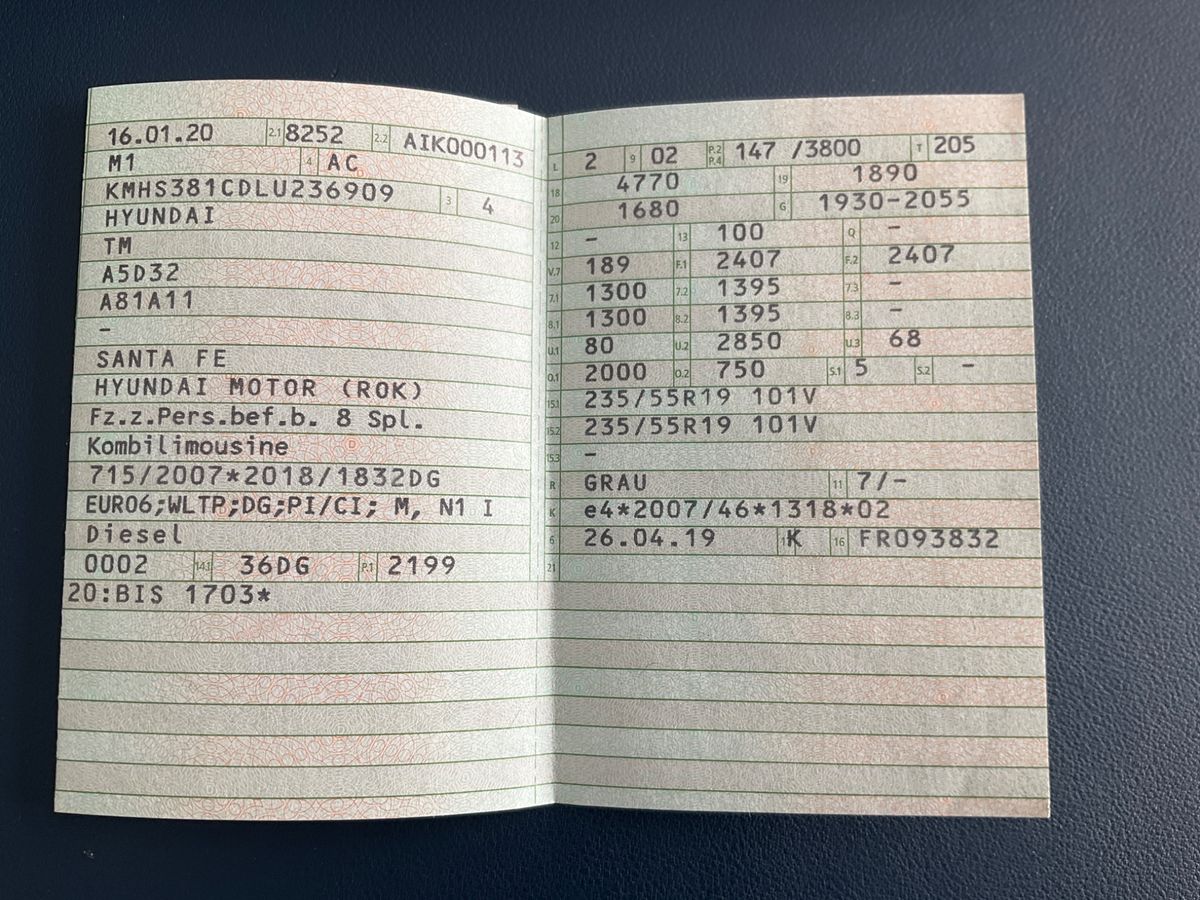 16.01.20 2.1 8252 2.2 AIK000113
M1 4 AC
KMHS381CDLU236909 3 4
HYUNDAI
TM
A5D32
A81A11
–
SANTA FE
HYUNDAI MOTOR (ROK)
Fz.z.Pers.bef.b. 8 Spl.
Kombilimousine
715/2007*2018/1832DG
EURO6;WLTP;DG;PI/CI; M, N1 I
Diesel
0002 14.1 36DG P.1 2199
20:BIS 1703*
L 2 9 02 P.2 P.4 147 /3800 T 205
18 4770 19 1890
20 1680 G 1930-2055
12 – 13 100 Q –
V.7 189 F.1 2407 F.2 2407
7.1 1300 7.2 1395 7.3 –
8.1 1300 8.2 1395 8.3 –
U.1 80 U.2 2850 U.3 68
O.1 2000 O.2 750 S.1 5 S.2 –
15.1 235/55R19 101V
15.2 235/55R19 101V
15.3 –
R GRAU 11 7/-
K e4*2007/46*1318*02
6 26.04.19 17 K 16 FR093832
21